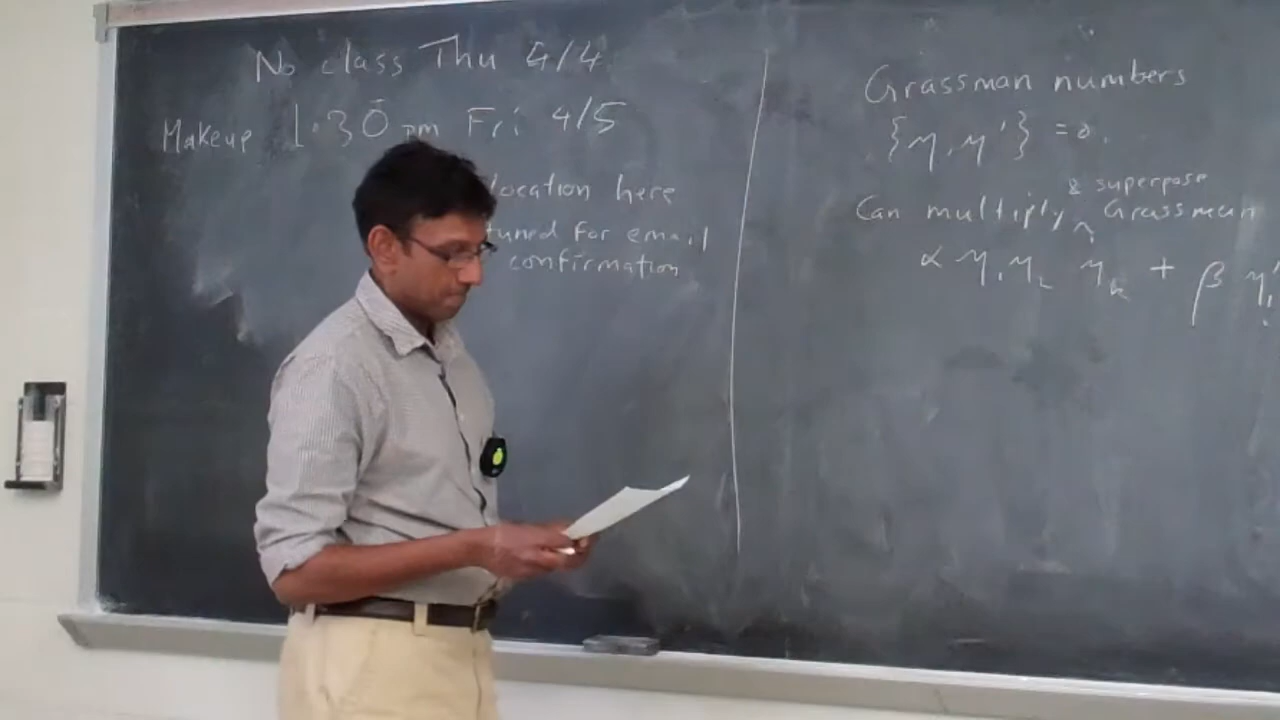 No class Thu 4/4
Makeup 1:30 pm Fri 4/5
location here
tuned for email
confirmation
Grassman numbers
{η, η'} = 0.
& superpose
Can multiply ^ Grassman
α η₁ η₂ η_k + β η'₁